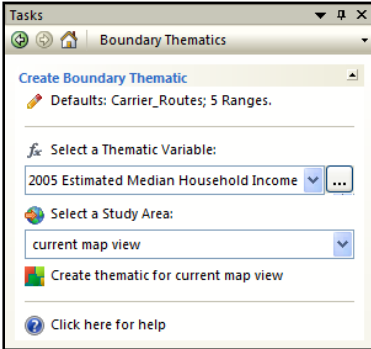 Tasks
Boundary Thematics
Create Boundary Thematic
Defaults: Carrier_Routes; 5 Ranges.
fx Select a Thematic Variable:
2005 Estimated Median Household Income ...
Select a Study Area:
current map view
Create thematic for current map view
Click here for help